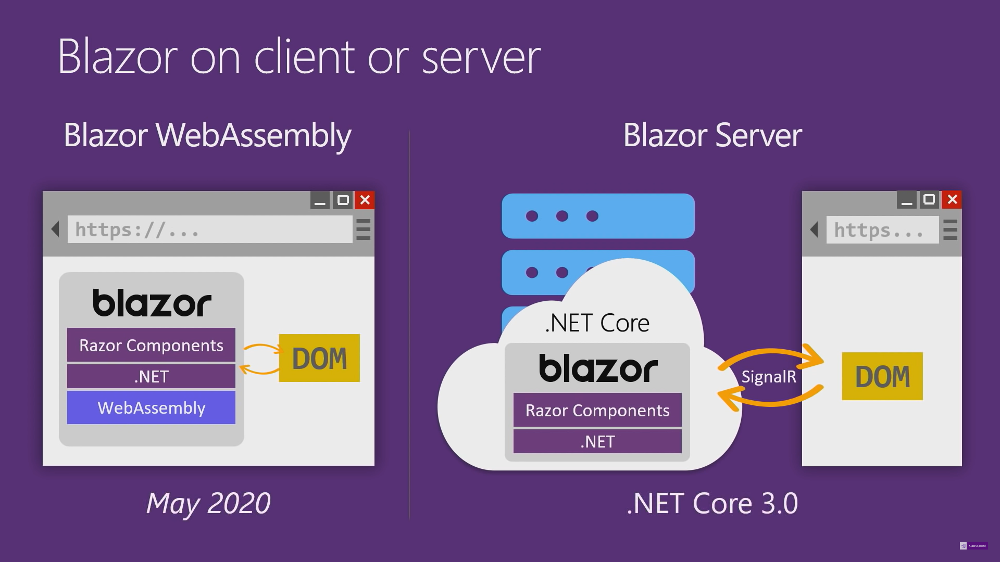 Blazor on client or server
Blazor WebAssembly
https://...
blazor
Razor Components
.NET
WebAssembly
DOM
May 2020
Blazor Server
.NET Core
blazor
Razor Components
.NET
SignalR
https...
DOM
.NET Core 3.0
SUBSCRIBE